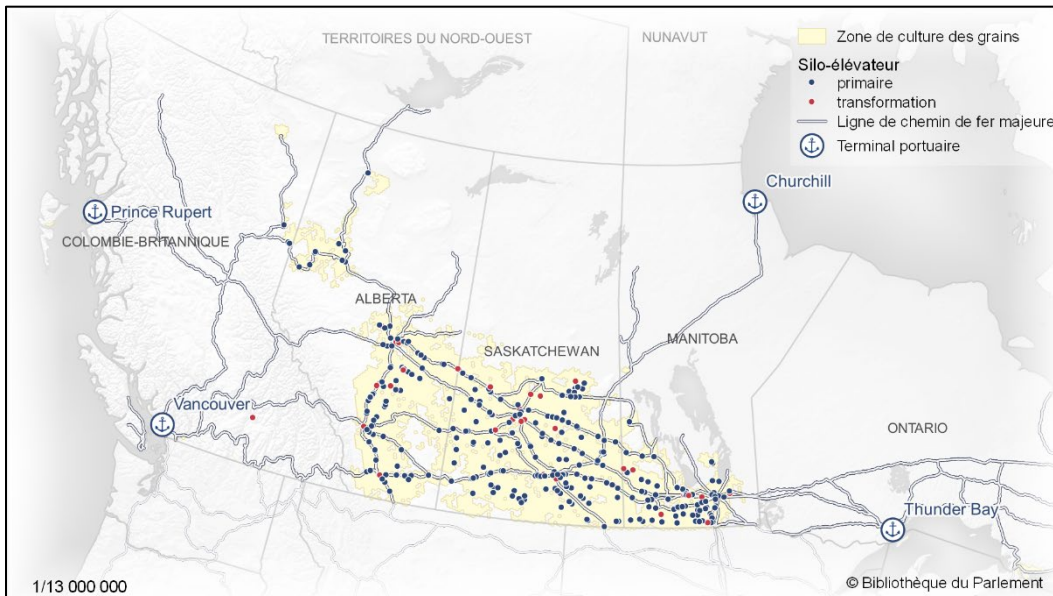 TERRITOIRES DU NORD-OUEST
NUNAVUT
Zone de culture des grains
Silo-élévateur
primaire
transformation
Ligne de chemin de fer majeure
Terminal portuaire
Churchill
Prince Rupert
COLOMBIE-BRITANNIQUE
ALBERTA
SASKATCHEWAN
MANITOBA
Vancouver
ONTARIO
Thunder Bay
1/13 000 000
© Bibliothèque du Parlement